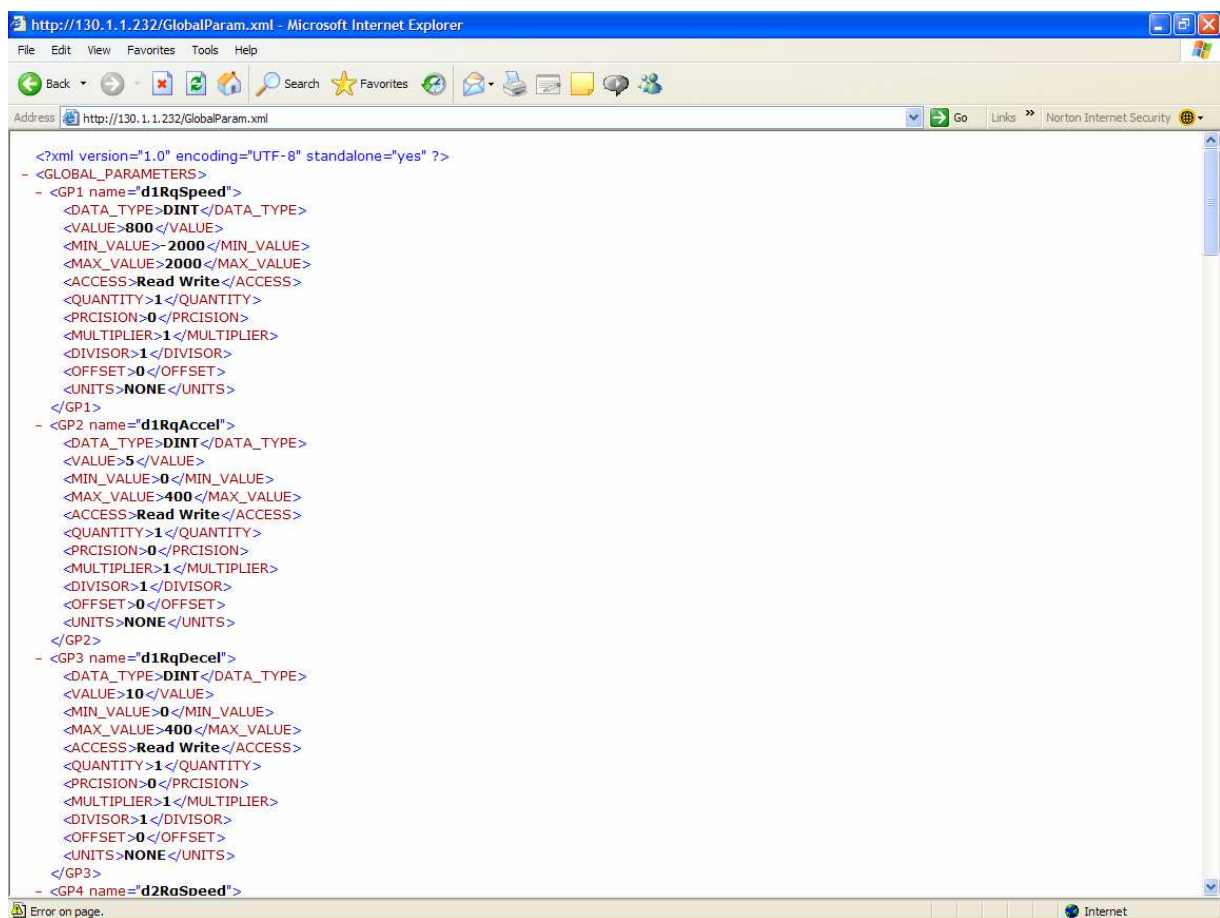 http://130.1.1.232/GlobalParam.xml - Microsoft Internet Explorer
File Edit View Favorites Tools Help
Back Search Favorites
Address http://130.1.1.232/GlobalParam.xml Go Links » Norton Internet Security
<?xml version="1.0" encoding="UTF-8" standalone="yes" ?>
- <GLOBAL_PARAMETERS>
- <GP1 name="d1RqSpeed">
<DATA_TYPE>DINT</DATA_TYPE>
<VALUE>800</VALUE>
<MIN_VALUE>-2000</MIN_VALUE>
<MAX_VALUE>2000</MAX_VALUE>
<ACCESS>Read Write</ACCESS>
<QUANTITY>1</QUANTITY>
<PRCISION>0</PRCISION>
<MULTIPLIER>1</MULTIPLIER>
<DIVISOR>1</DIVISOR>
<OFFSET>0</OFFSET>
<UNITS>NONE</UNITS>
</GP1>
- <GP2 name="d1RqAccel">
<DATA_TYPE>DINT</DATA_TYPE>
<VALUE>5</VALUE>
<MIN_VALUE>0</MIN_VALUE>
<MAX_VALUE>400</MAX_VALUE>
<ACCESS>Read Write</ACCESS>
<QUANTITY>1</QUANTITY>
<PRCISION>0</PRCISION>
<MULTIPLIER>1</MULTIPLIER>
<DIVISOR>1</DIVISOR>
<OFFSET>0</OFFSET>
<UNITS>NONE</UNITS>
</GP2>
- <GP3 name="d1RqDecel">
<DATA_TYPE>DINT</DATA_TYPE>
<VALUE>10</VALUE>
<MIN_VALUE>0</MIN_VALUE>
<MAX_VALUE>400</MAX_VALUE>
<ACCESS>Read Write</ACCESS>
<QUANTITY>1</QUANTITY>
<PRCISION>0</PRCISION>
<MULTIPLIER>1</MULTIPLIER>
<DIVISOR>1</DIVISOR>
<OFFSET>0</OFFSET>
<UNITS>NONE</UNITS>
</GP3>
- <GP4 name="d2RqSpeed">
Error on page. Internet